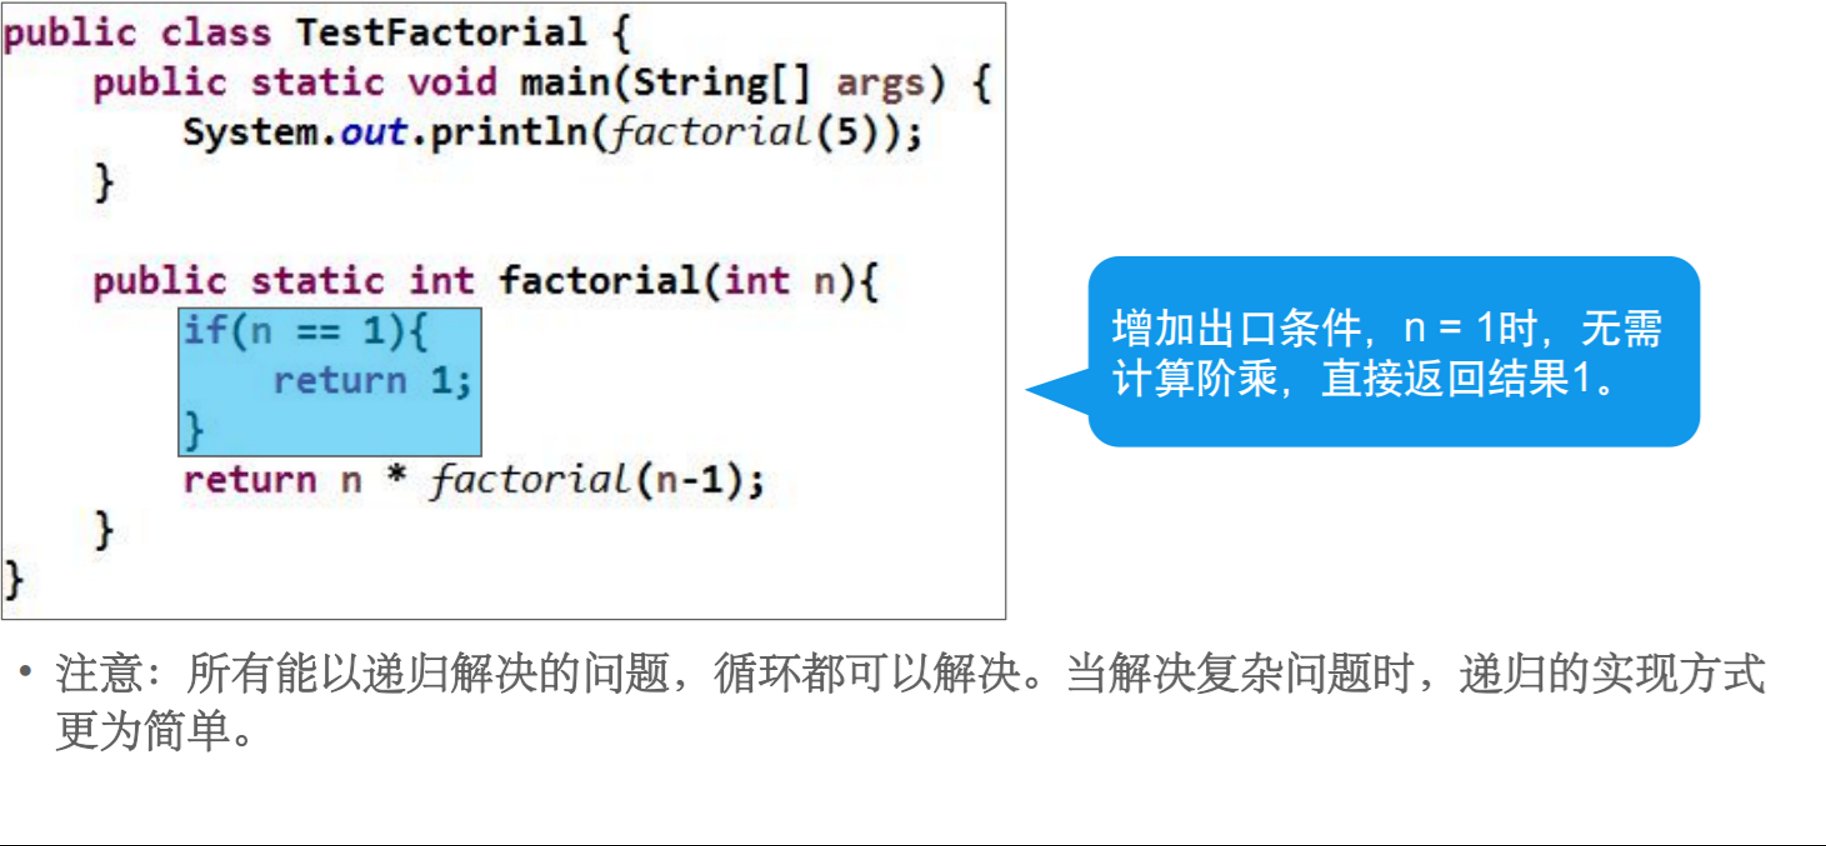 public class TestFactorial {
    public static void main(String[] args) {
        System.out.println(factorial(5));
    }
    public static int factorial(int n){
        if(n == 1){
            return 1;
        }
        return n * factorial(n-1);
    }
}
增加出口条件，n = 1时，无需
计算阶乘，直接返回结果1。
• 注意：所有能以递归解决的问题，循环都可以解决。当解决复杂问题时，递归的实现方式
更为简单。